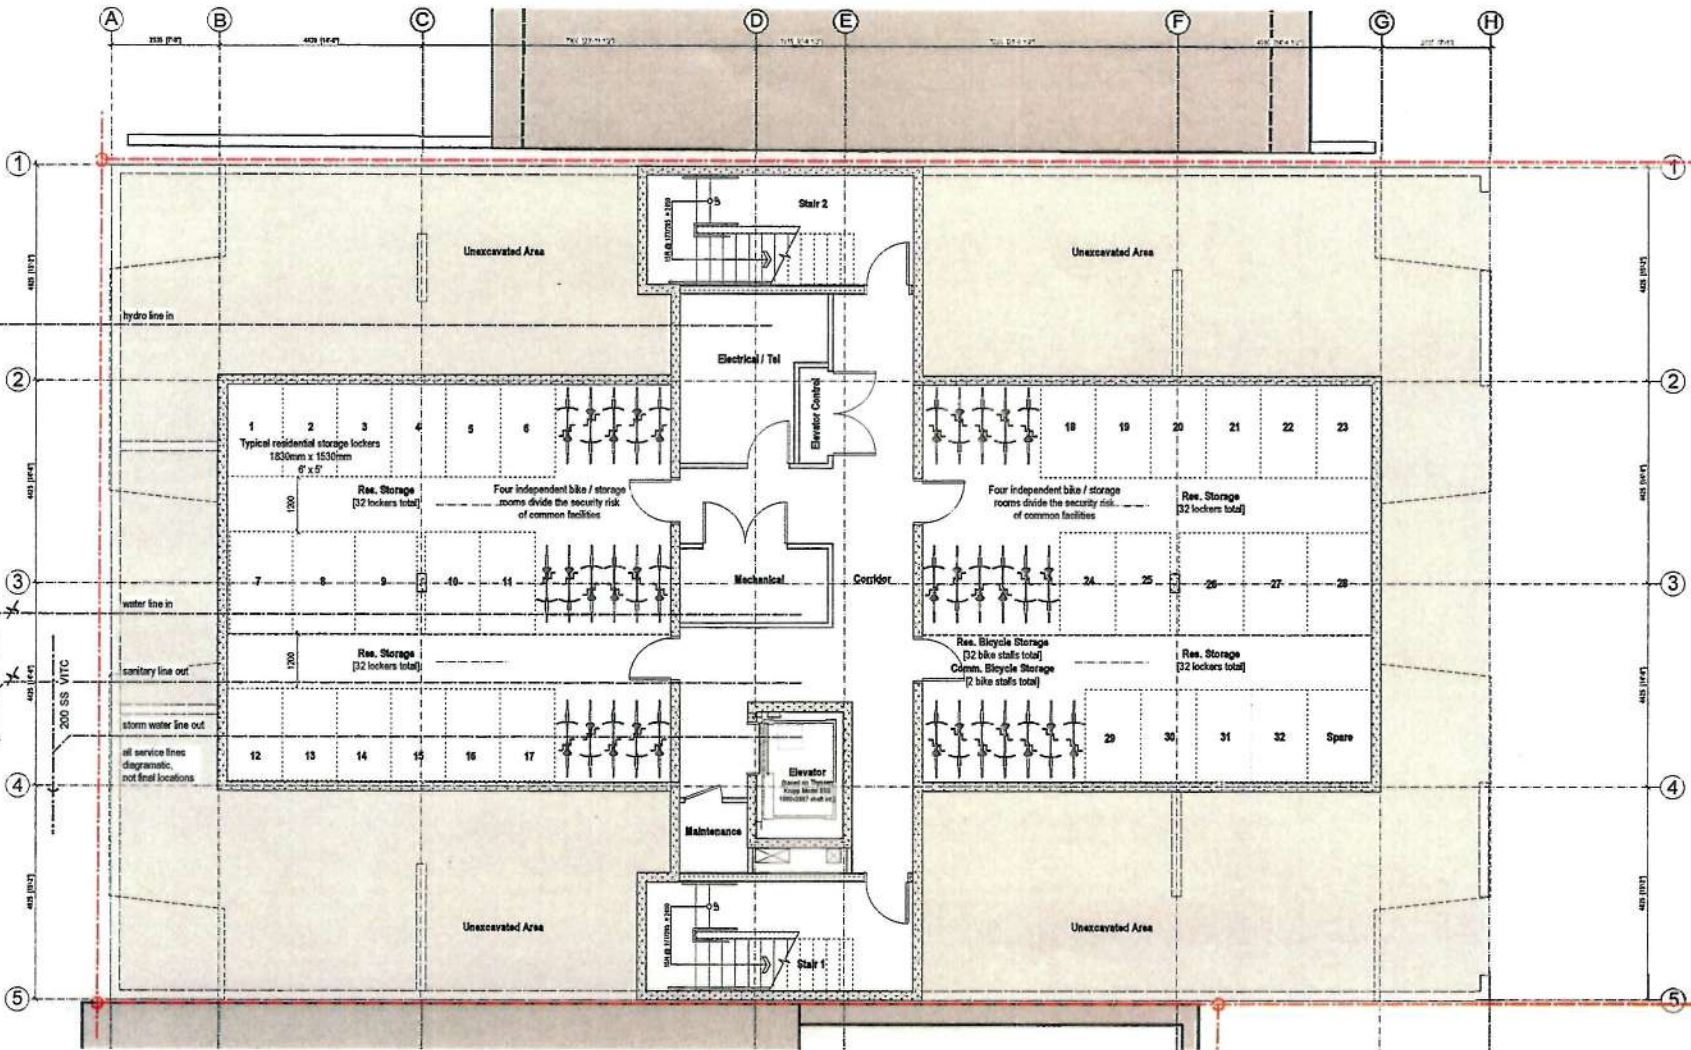 A B C D E F G H
1 1
Stair 2
Unexcavated Area
Unexcavated Area
hydro line in
Electrical / Tel
2 2
Elevator Control
1 2 3 4 5 6
18 19 20 21 22 23
Typical residential storage lockers
1830mm x 1530mm
6' x 5'
Res. Storage
[32 lockers total]
1200
Four independent bike / storage
rooms divide the security risk
of common facilities
Four independent bike / storage
rooms divide the security risk
of common facilities
Res. Storage
[32 lockers total]
3 3
7 8 9 10 11
Mechanical
Corridor
24 25 26 27 28
water line in
Res. Storage
[32 lockers total]
1200
Res. Bicycle Storage
[32 bike stalls total]
Comm. Bicycle Storage
[2 bike stalls total]
Res. Storage
[32 lockers total]
sanitary line out
200 SS VITC
storm water line out
all service lines
diagramatic,
not final locations
12 13 14 15 16 17
29 30 31 32 Spare
Elevator
4 4
Maintenance
Unexcavated Area
Unexcavated Area
Stair 1
5 5